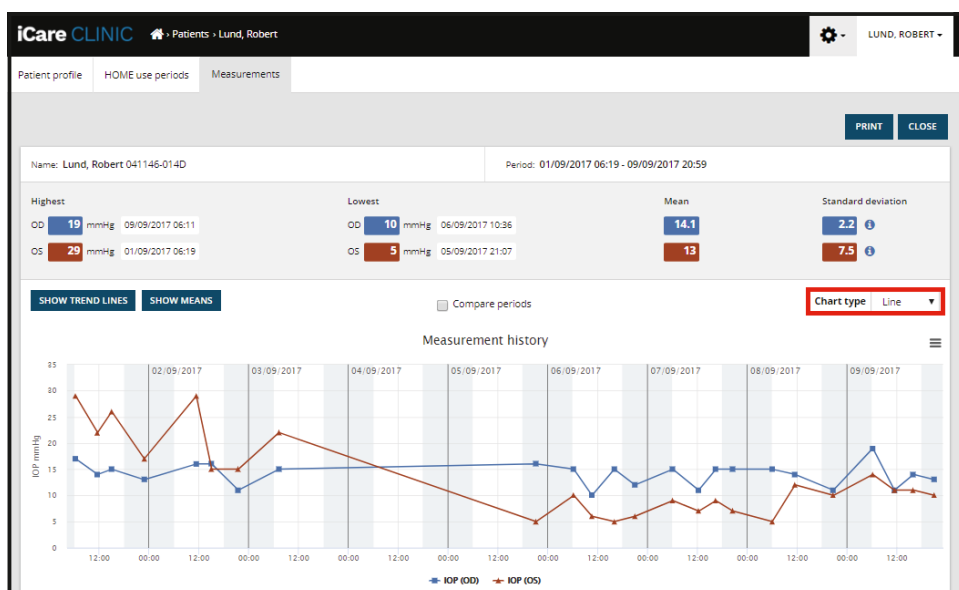 iCare CLINIC › Patients › Lund, Robert LUND, ROBERT
Patient profile HOME use periods Measurements
PRINT CLOSE
Name: Lund, Robert 041146-014D Period: 01/09/2017 06:19 - 09/09/2017 20:59
Highest Lowest Mean Standard deviation
OD 19 mmHg 09/09/2017 06:11 OD 10 mmHg 06/09/2017 10:36 14.1 2.2
OS 29 mmHg 01/09/2017 06:19 OS 5 mmHg 05/09/2017 21:07 13 7.5
SHOW TREND LINES SHOW MEANS Compare periods Chart type Line
Measurement history
35 02/09/2017 03/09/2017 04/09/2017 05/09/2017 06/09/2017 07/09/2017 08/09/2017 09/09/2017
30
25
20
IOP mmHg
15
10
5
0
12:00 00:00 12:00 00:00 12:00 00:00 12:00 00:00 12:00 00:00 12:00 00:00 12:00 00:00 12:00 00:00 12:00
IOP (OD) IOP (OS)